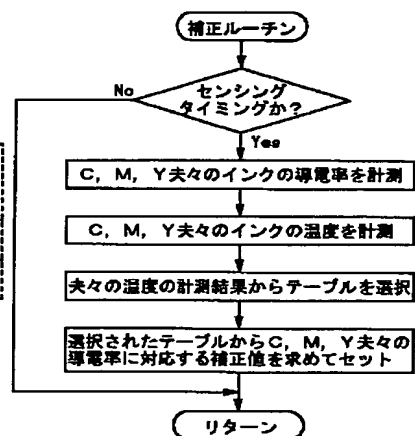 補正ルーチン
センシング
タイミングか?
No
Yes
C, M, Y夫々のインクの導電率を計測
C, M, Y夫々のインクの温度を計測
夫々の温度の計測結果からテーブルを選択
選択されたテーブルからC, M, Y夫々の
導電率に対応する補正値を求めてセット
リターン